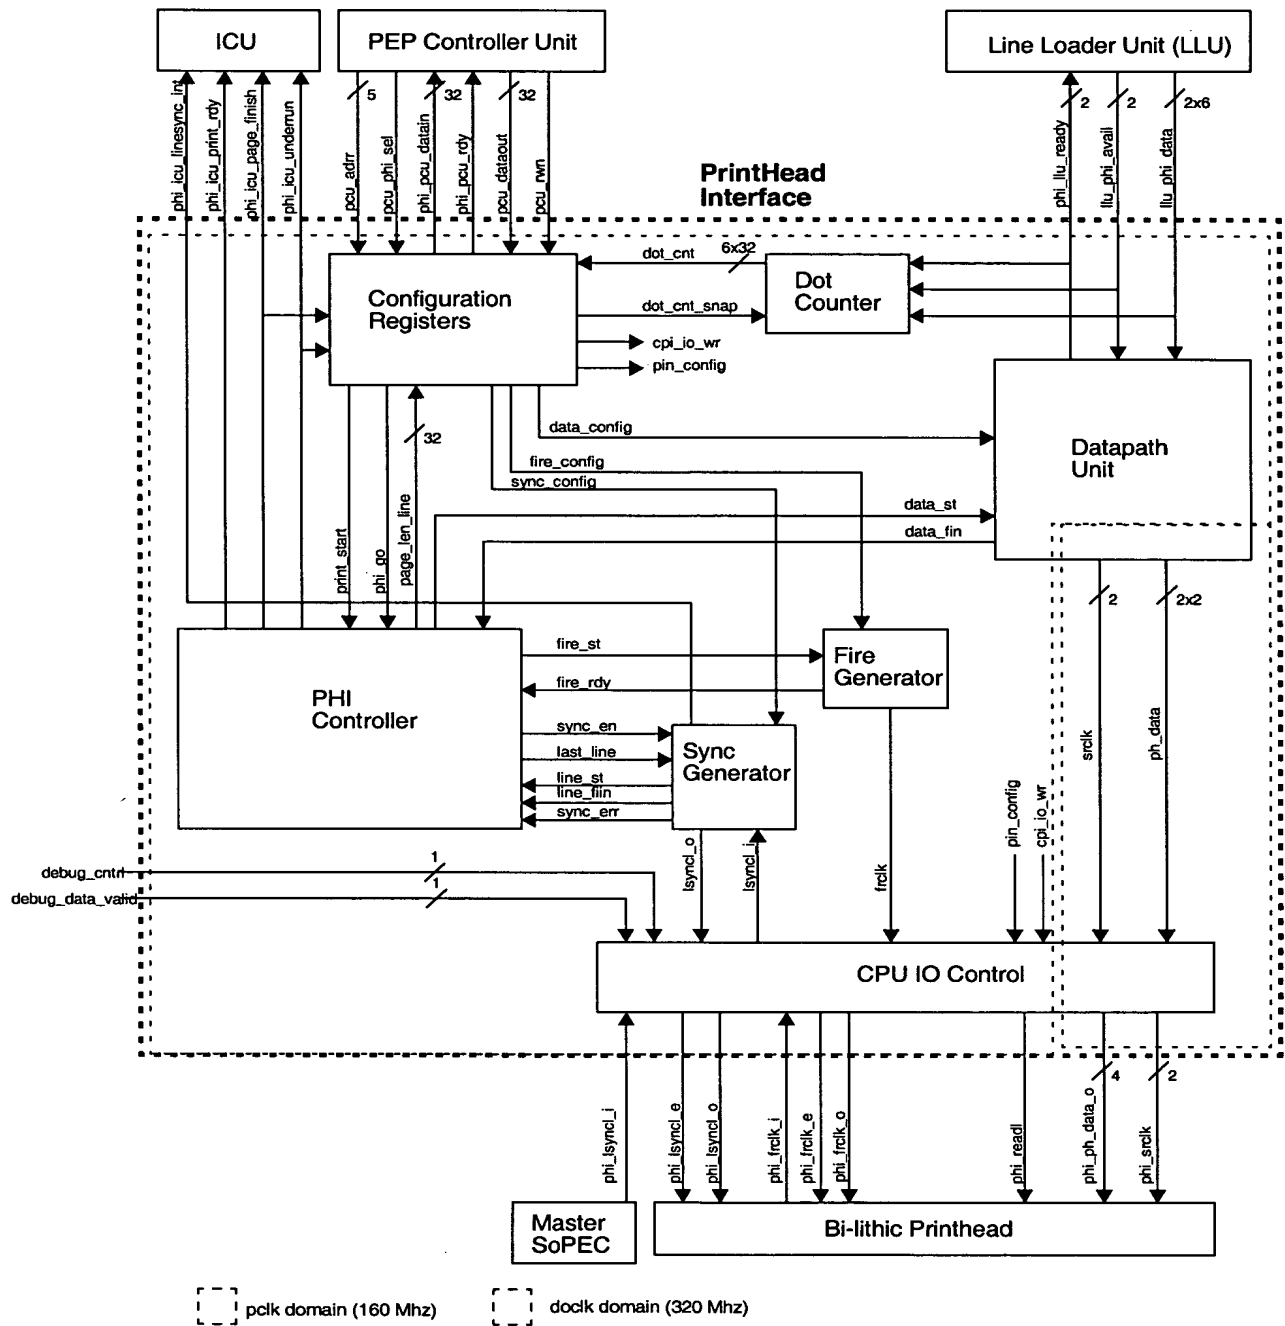 ICU
PEP Controller Unit
Line Loader Unit (LLU)
5
32
32
2
2
2x6
phi_icu_linesync_int
phi_icu_print_rdy
phi_icu_page_finish
phi_icu_underrun
pcu_adrr
pcu_phi_sel
phi_pcu_datain
phi_pcu_rdy
pcu_dataout
pcu_rwn
phi_llu_ready
llu_phi_avail
llu_phi_data
PrintHead
Interface
Configuration
Registers
dot_cnt
6x32
Dot
Counter
dot_cnt_snap
cpi_io_wr
pin_config
32
data_config
fire_config
sync_config
Datapath
Unit
data_st
data_fin
print_start
phi_go
page_len_line
2
2x2
PHI
Controller
fire_st
fire_rdy
Fire
Generator
sync_en
last_line
line_st
line_fiin
sync_err
Sync
Generator
srclk
ph_data
pin_config
cpi_io_wr
debug_cntrl
1
debug_data_valid
1
lsyncl_o
lsyncl_i
frclk
CPU IO Control
4
2
phi_lsyncl_i
phi_lsyncl_e
phi_lsyncl_o
phi_frclk_i
phi_frclk_e
phi_frclk_o
phi_readl
phi_ph_data_o
phi_srclk
Master
SoPEC
Bi-lithic Printhead
pclk domain (160 Mhz)
doclk domain (320 Mhz)